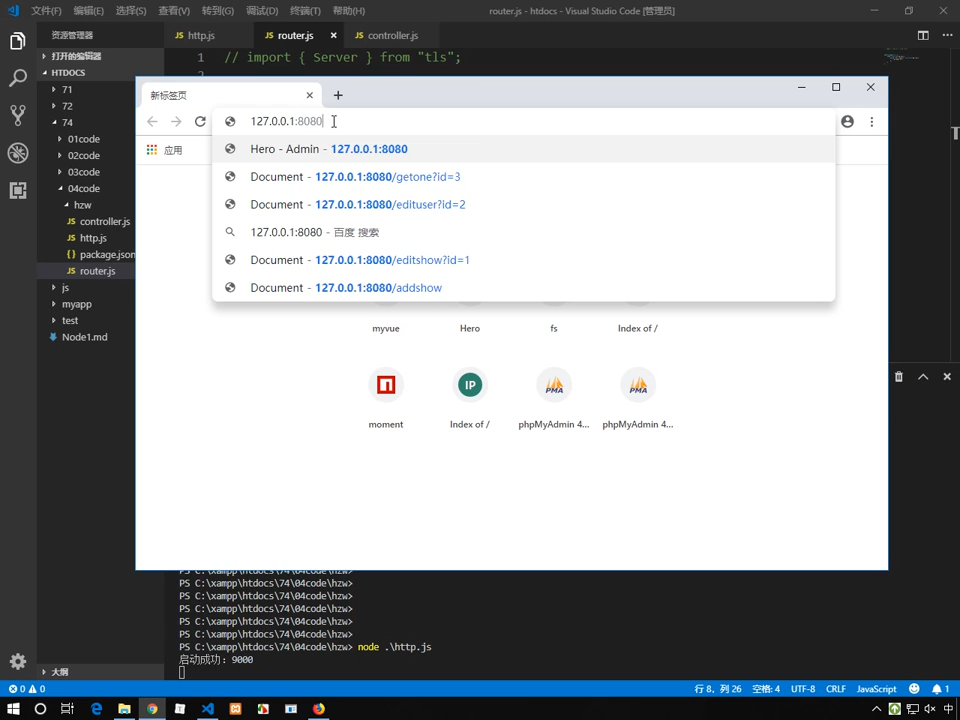 文件(F) 编辑(E) 选择(S) 查看(V) 转到(G) 调试(D) 终端(T) 帮助(H) router.js - htdocs - Visual Studio Code [管理员]
资源管理器 JS http.js JS router.js × JS controller.js
打开的编辑器
HTDOCS
71
72
74
01code
02code
03code
04code
hzw
JS controller.js
JS http.js
{} package.json
JS router.js
js
myapp
test
Node1.md
大纲
1 // import { Server } from "tls";
2
新标签页
127.0.0.1:8080
应用
Hero - Admin - 127.0.0.1:8080
Document - 127.0.0.1:8080/getone?id=3
Document - 127.0.0.1:8080/edituser?id=2
127.0.0.1:8080 - 百度 搜索
Document - 127.0.0.1:8080/editshow?id=1
Document - 127.0.0.1:8080/addshow
myvue Hero fs Index of /
IP PMA PMA
moment Index of / phpMyAdmin 4... phpMyAdmin 4...
PS C:\xampp\htdocs\74\04code\hzw>
PS C:\xampp\htdocs\74\04code\hzw>
PS C:\xampp\htdocs\74\04code\hzw>
PS C:\xampp\htdocs\74\04code\hzw>
PS C:\xampp\htdocs\74\04code\hzw>
PS C:\xampp\htdocs\74\04code\hzw>
PS C:\xampp\htdocs\74\04code\hzw> node .\http.js
启动成功: 9000
0 0 行 8，列 26 空格: 4 UTF-8 CRLF JavaScript 1
中